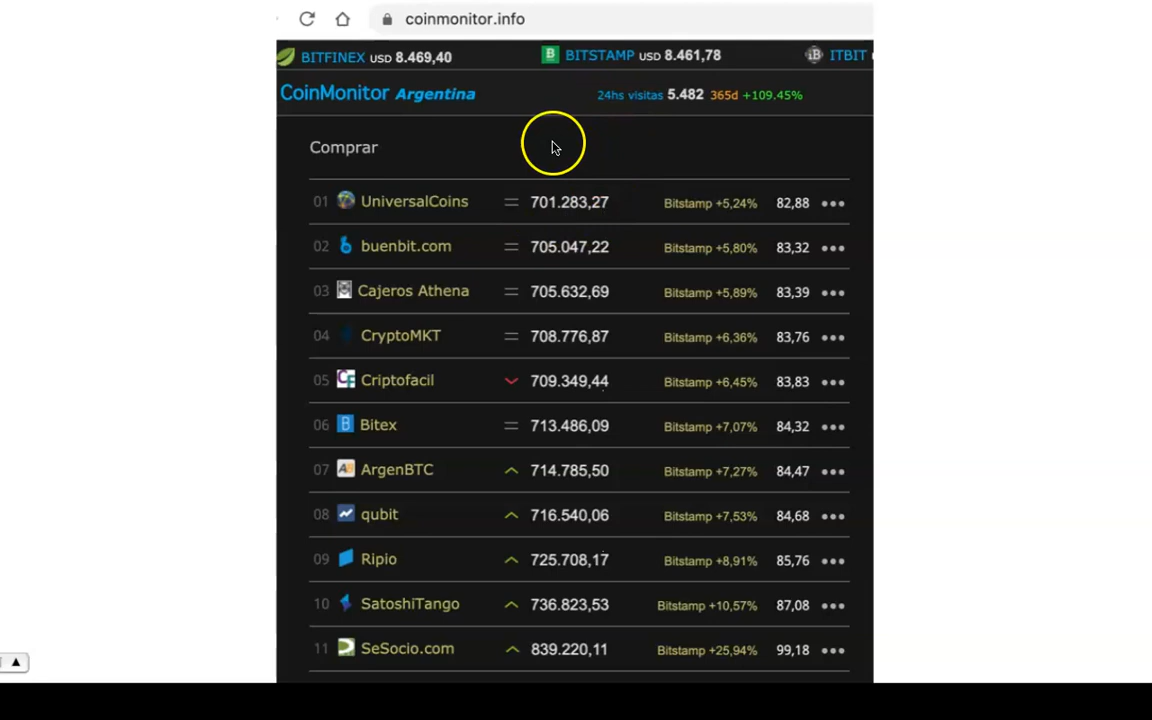 coinmonitor.info
BITFINEX USD 8.469,40 BITSTAMP USD 8.461,78 ITBIT
CoinMonitor Argentina 24hs visitas 5.482 365d +109.45%
Comprar
01 UniversalCoins = 701.283,27 Bitstamp +5,24% 82,88 •••
02 buenbit.com = 705.047,22 Bitstamp +5,80% 83,32 •••
03 Cajeros Athena = 705.632,69 Bitstamp +5,89% 83,39 •••
04 CryptoMKT = 708.776,87 Bitstamp +6,36% 83,76 •••
05 Criptofacil 709.349,44 Bitstamp +6,45% 83,83 •••
06 Bitex = 713.486,09 Bitstamp +7,07% 84,32 •••
07 ArgenBTC 714.785,50 Bitstamp +7,27% 84,47 •••
08 qubit 716.540,06 Bitstamp +7,53% 84,68 •••
09 Ripio 725.708,17 Bitstamp +8,91% 85,76 •••
10 SatoshiTango 736.823,53 Bitstamp +10,57% 87,08 •••
11 SeSocio.com 839.220,11 Bitstamp +25,94% 99,18 •••